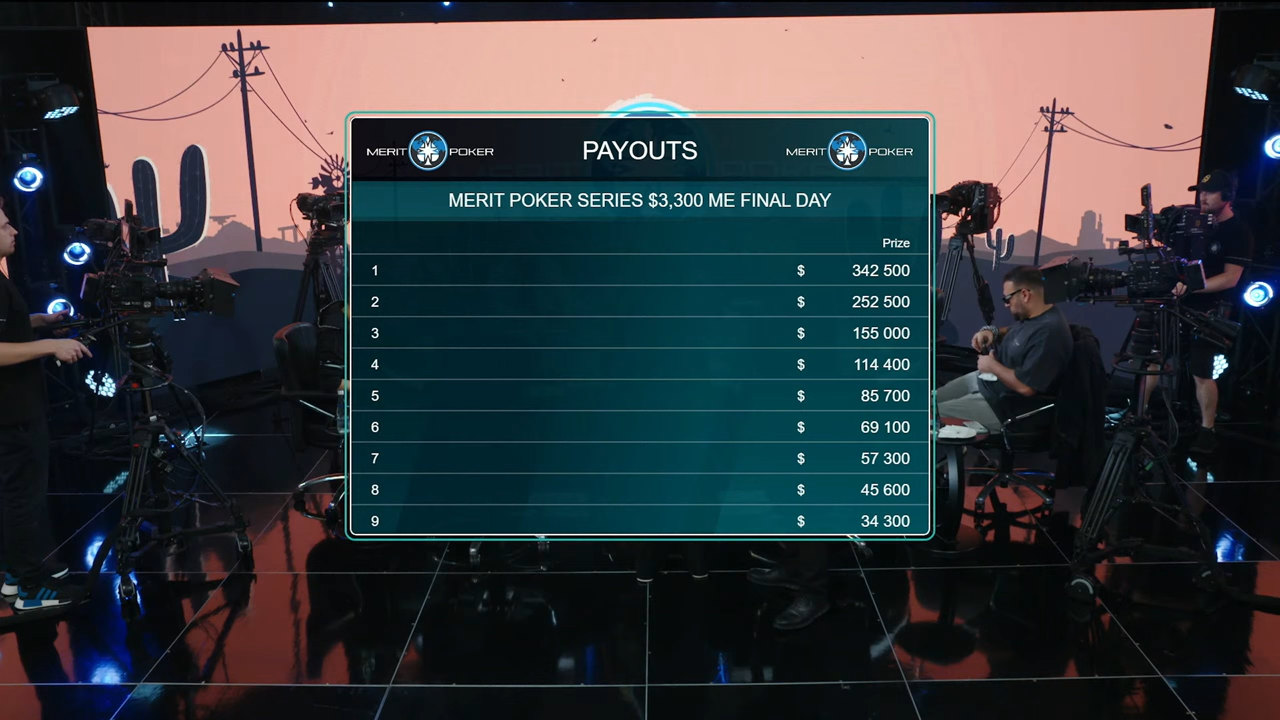 MERIT POKER PAYOUTS MERIT POKER
MERIT POKER SERIES $3,300 ME FINAL DAY
Prize
1 $ 342 500
2 $ 252 500
3 $ 155 000
4 $ 114 400
5 $ 85 700
6 $ 69 100
7 $ 57 300
8 $ 45 600
9 $ 34 300